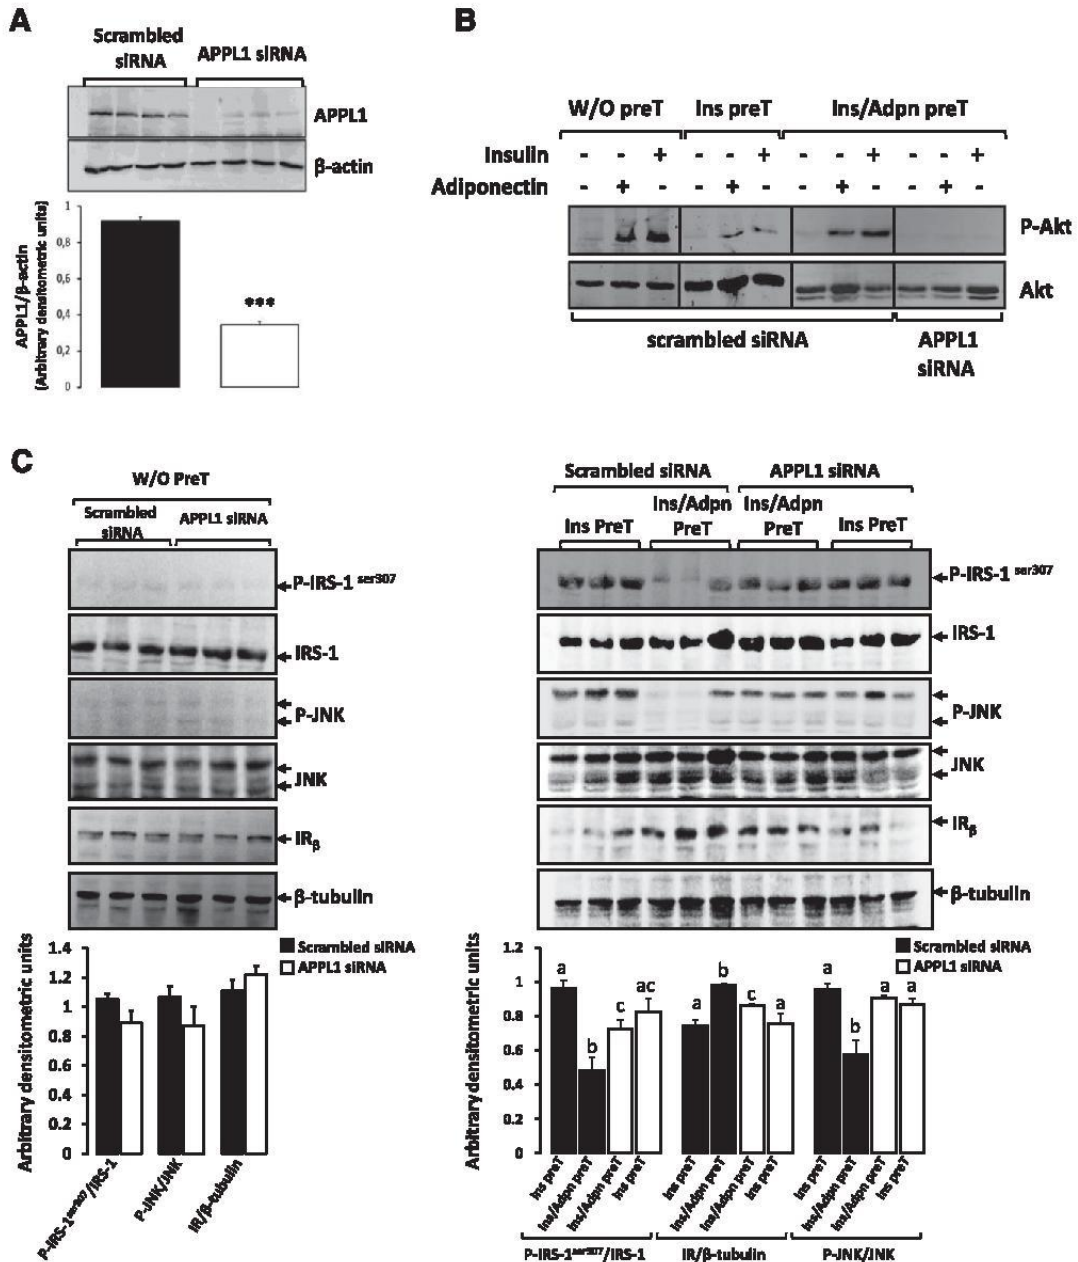 A
Scrambled
siRNA
APPL1 siRNA
APPL1
β-actin
1
0,8
0,6
0,4
0,2
0
APPL1/β-actin
(Arbitrary densitometric units)
***
B
W/O preT
Ins preT
Ins/Adpn preT
Insulin - - + - - + - - + - - +
Adiponectin - + - - + - - + - - + -
P-Akt
Akt
scrambled siRNA
APPL1
siRNA
C
W/O PreT
Scrambled
siRNA
APPL1 siRNA
P-IRS-1 ser307
IRS-1
P-JNK
JNK
IRβ
β-tubulin
Scrambled siRNA
APPL1 siRNA
1.4
1.2
1
0.8
0.6
0.4
0.2
0
Arbitrary densitometric units
P-IRS-1ser307/IRS-1
P-JNK/JNK
IR/β-tubulin
Scrambled siRNA
APPL1 siRNA
Ins PreT
Ins/Adpn
PreT
Ins/Adpn
PreT
Ins PreT
P-IRS-1 ser307
IRS-1
P-JNK
JNK
IRβ
β-tubulin
Scrambled siRNA
APPL1 siRNA
1.2
1
0.8
0.6
0.4
0.2
0
Arbitrary densitometric units
a b c ac
a b c a
a b a a
Ins preT
Ins/Adpn preT
Ins/Adpn preT
Ins preT
Ins preT
Ins/Adpn preT
Ins/Adpn preT
Ins preT
Ins preT
Ins/Adpn preT
Ins/Adpn preT
Ins preT
P-IRS-1ser307/IRS-1
IR/β-tubulin
P-JNK/JNK